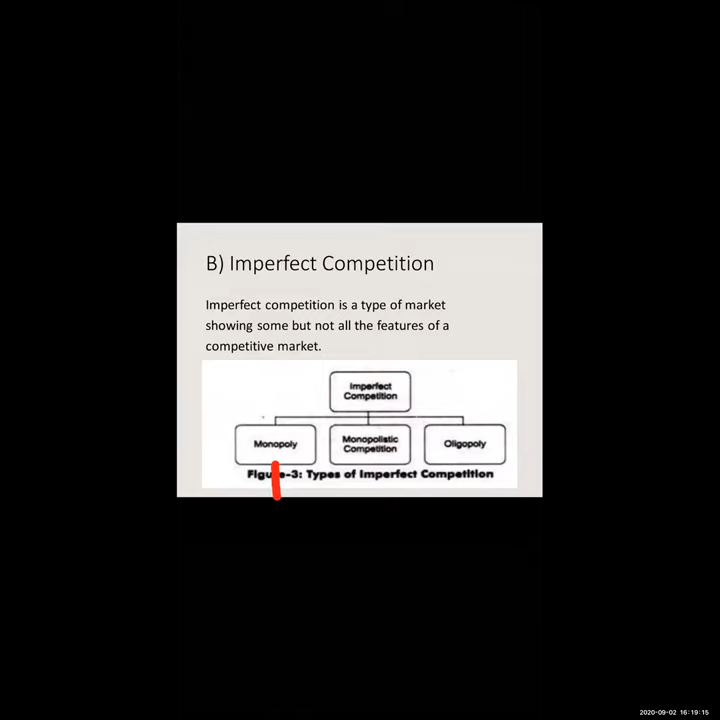 B) Imperfect Competition
Imperfect competition is a type of market
showing some but not all the features of a
competitive market.
Imperfect
Competition
Monopoly
Monopolistic
Competition
Oligopoly
Figure-3: Types of Imperfect Competition
2020-09-02 16:19:15